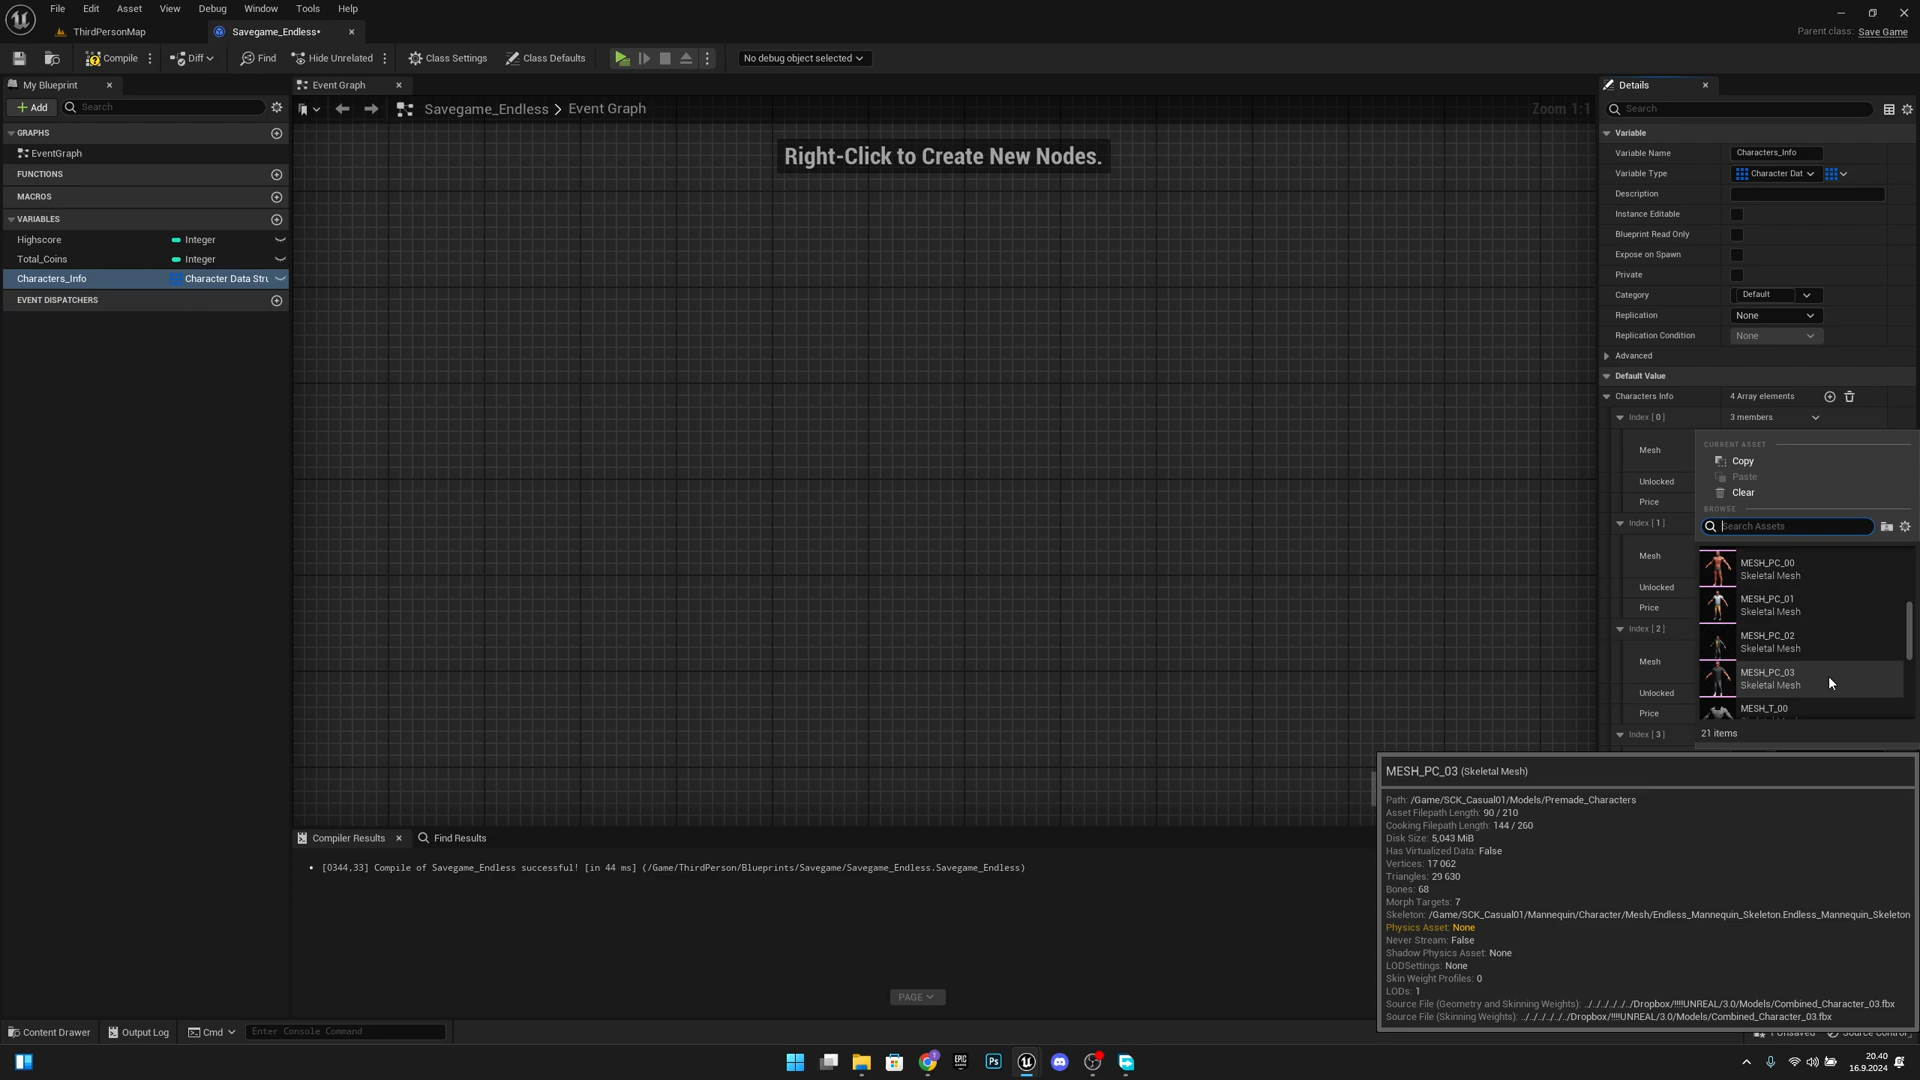 File Edit Asset View Debug Window Tools Help
ThirdPersonMap
Savegame_Endless•
Parent class: Save Game
Compile
Diff
Find
Hide Unrelated
Class Settings
Class Defaults
No debug object selected
My Blueprint
Event Graph
Details
Add
Search
Savegame_Endless > Event Graph
Zoom 1:1
Search
Right-Click to Create New Nodes.
GRAPHS
EventGraph
FUNCTIONS
MACROS
VARIABLES
Highscore Integer
Total_Coins Integer
Characters_Info Character Data Stru
EVENT DISPATCHERS
Variable
Variable Name Characters_Info
Variable Type Character Dat
Description
Instance Editable
Blueprint Read Only
Expose on Spawn
Private
Category Default
Replication None
Replication Condition None
Advanced
Default Value
Characters Info 4 Array elements
Index [ 0 ] 3 members
Mesh
Unlocked
Price
Index [ 1 ]
Mesh
Unlocked
Price
Index [ 2 ]
Mesh
Unlocked
Price
Index [ 3 ]
CURRENT ASSET
Copy
Paste
Clear
BROWSE
Search Assets
MESH_PC_00
Skeletal Mesh
MESH_PC_01
Skeletal Mesh
MESH_PC_02
Skeletal Mesh
MESH_PC_03
Skeletal Mesh
MESH_T_00
21 items
MESH_PC_03 (Skeletal Mesh)
Path: /Game/SCK_Casual01/Models/Premade_Characters
Asset Filepath Length: 90 / 210
Cooking Filepath Length: 144 / 260
Disk Size: 5,043 MiB
Has Virtualized Data: False
Vertices: 17 062
Triangles: 29 630
Bones: 68
Morph Targets: 7
Skeleton: /Game/SCK_Casual01/Mannequin/Character/Mesh/Endless_Mannequin_Skeleton.Endless_Mannequin_Skeleton
Physics Asset: None
Never Stream: False
Shadow Physics Asset: None
LODSettings: None
Skin Weight Profiles: 0
LODs: 1
Source File (Geometry and Skinning Weights): ../../../../../../Dropbox/!!!!UNREAL/3.0/Models/Combined_Character_03.fbx
Source File (Skinning Weights): ../../../../../../Dropbox/!!!!UNREAL/3.0/Models/Combined_Character_03.fbx
Compiler Results
Find Results
• [0344,33] Compile of Savegame_Endless successful! [in 44 ms] (/Game/ThirdPerson/Blueprints/Savegame/Savegame_Endless.Savegame_Endless)
PAGE
Content Drawer
Output Log
Cmd
Enter Console Command
1 Unsaved
Source Control
EPIC GAMES
Ps
20.40
16.9.2024